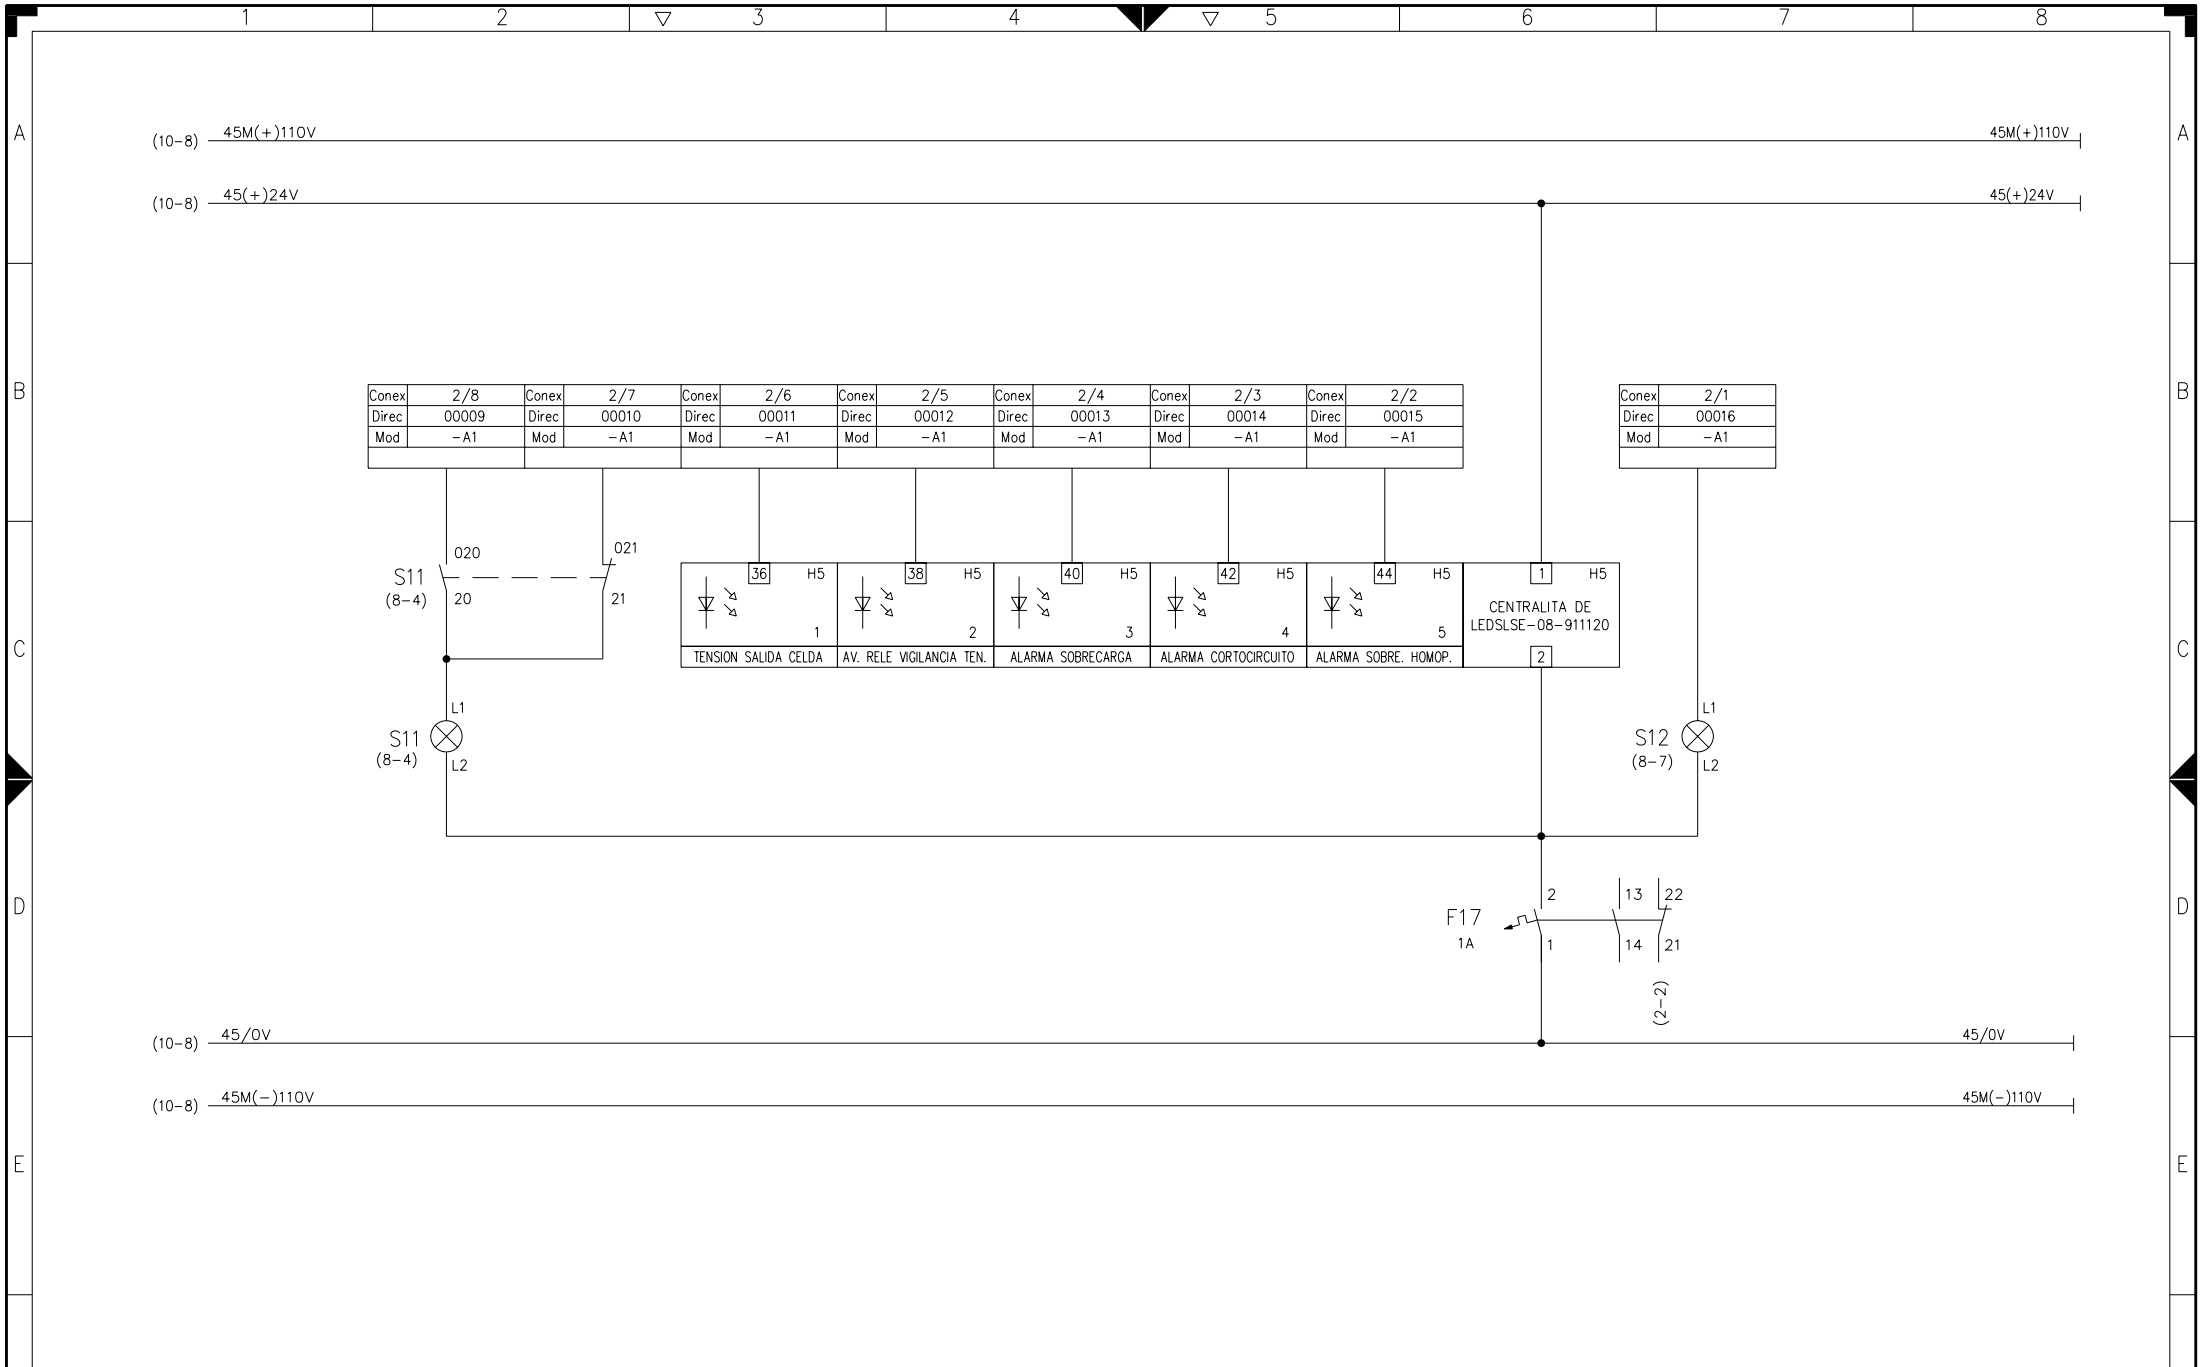 1 2 3 4 5 6 7 8
A A
(10-8) 45M(+)110V 45M(+)110V
(10-8) 45(+)24V 45(+)24V
B B
Conex 2/8 Conex 2/7 Conex 2/6 Conex 2/5 Conex 2/4 Conex 2/3 Conex 2/2 Conex 2/1
Direc 00009 Direc 00010 Direc 00011 Direc 00012 Direc 00013 Direc 00014 Direc 00015 Direc 00016
Mod -A1 Mod -A1 Mod -A1 Mod -A1 Mod -A1 Mod -A1 Mod -A1 Mod -A1
020 021
S11
(8-4) 20 21
36 H5 38 H5 40 H5 42 H5 44 H5 1 H5
CENTRALITA DE
LEDSLSE-08-911120
1 2 3 4 5
C C
TENSION SALIDA CELDA AV. RELE VIGILANCIA TEN. ALARMA SOBRECARGA ALARMA CORTOCIRCUITO ALARMA SOBRE. HOMOP. 2
L1 L1
S11 S12
(8-4) (8-7)
L2 L2
D D
2 13 22
F17
1A 1 14 21
(2-2)
(10-8) 45/0V 45/0V
(10-8) 45M(-)110V 45M(-)110V
E E